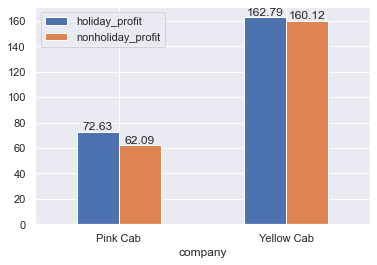 holiday_profit
nonholiday_profit
160
140
120
100
80
60
40
20
0
72.63
62.09
162.79
160.12
Pink Cab
Yellow Cab
company